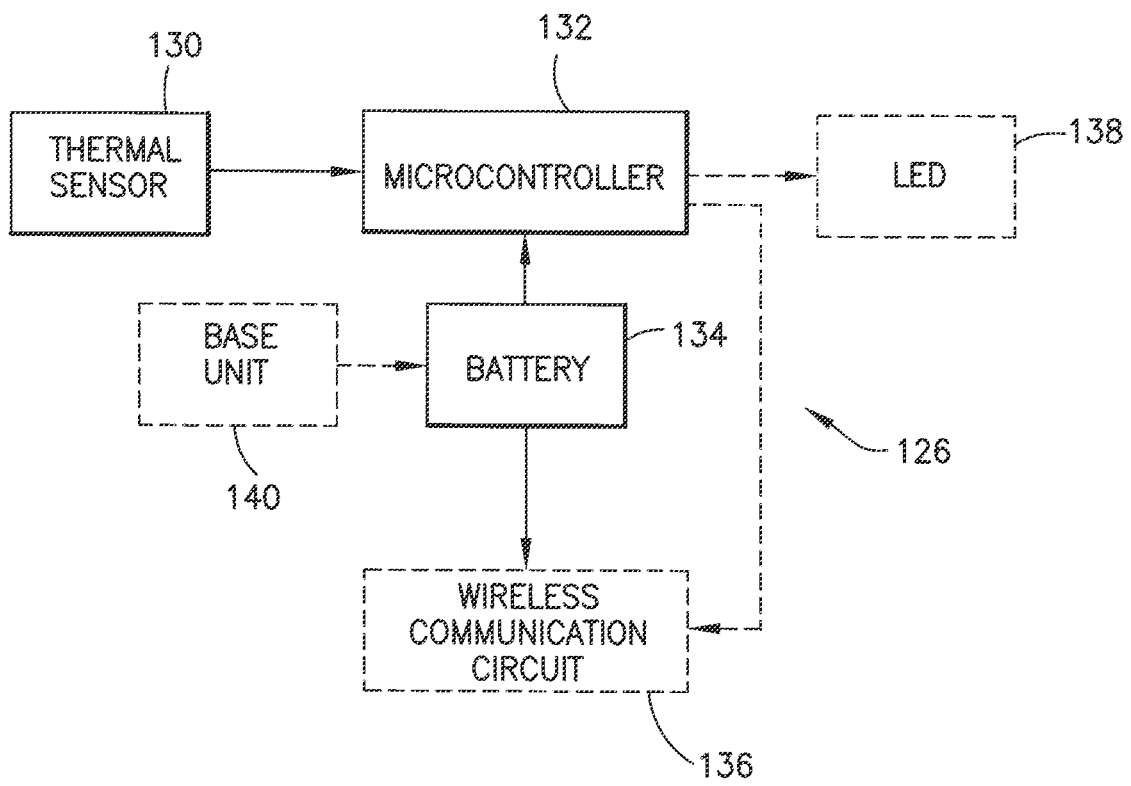 130
132
THERMAL
SENSOR
MICROCONTROLLER
LED
138
BASE
UNIT
BATTERY
134
126
140
WIRELESS
COMMUNICATION
CIRCUIT
136